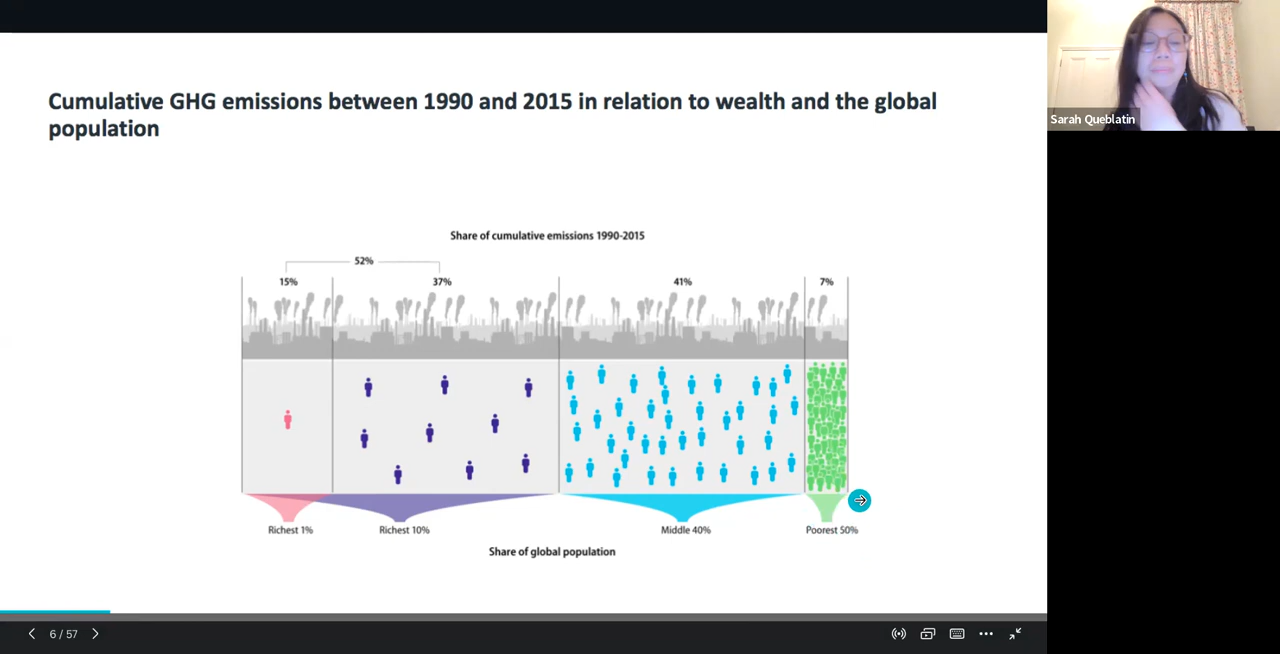 Cumulative GHG emissions between 1990 and 2015 in relation to wealth and the global
population
Share of cumulative emissions 1990-2015
52%
15%
37%
41%
7%
Richest 1%
Richest 10%
Middle 40%
Poorest 50%
Share of global population
Sarah Queblatin
6 / 57